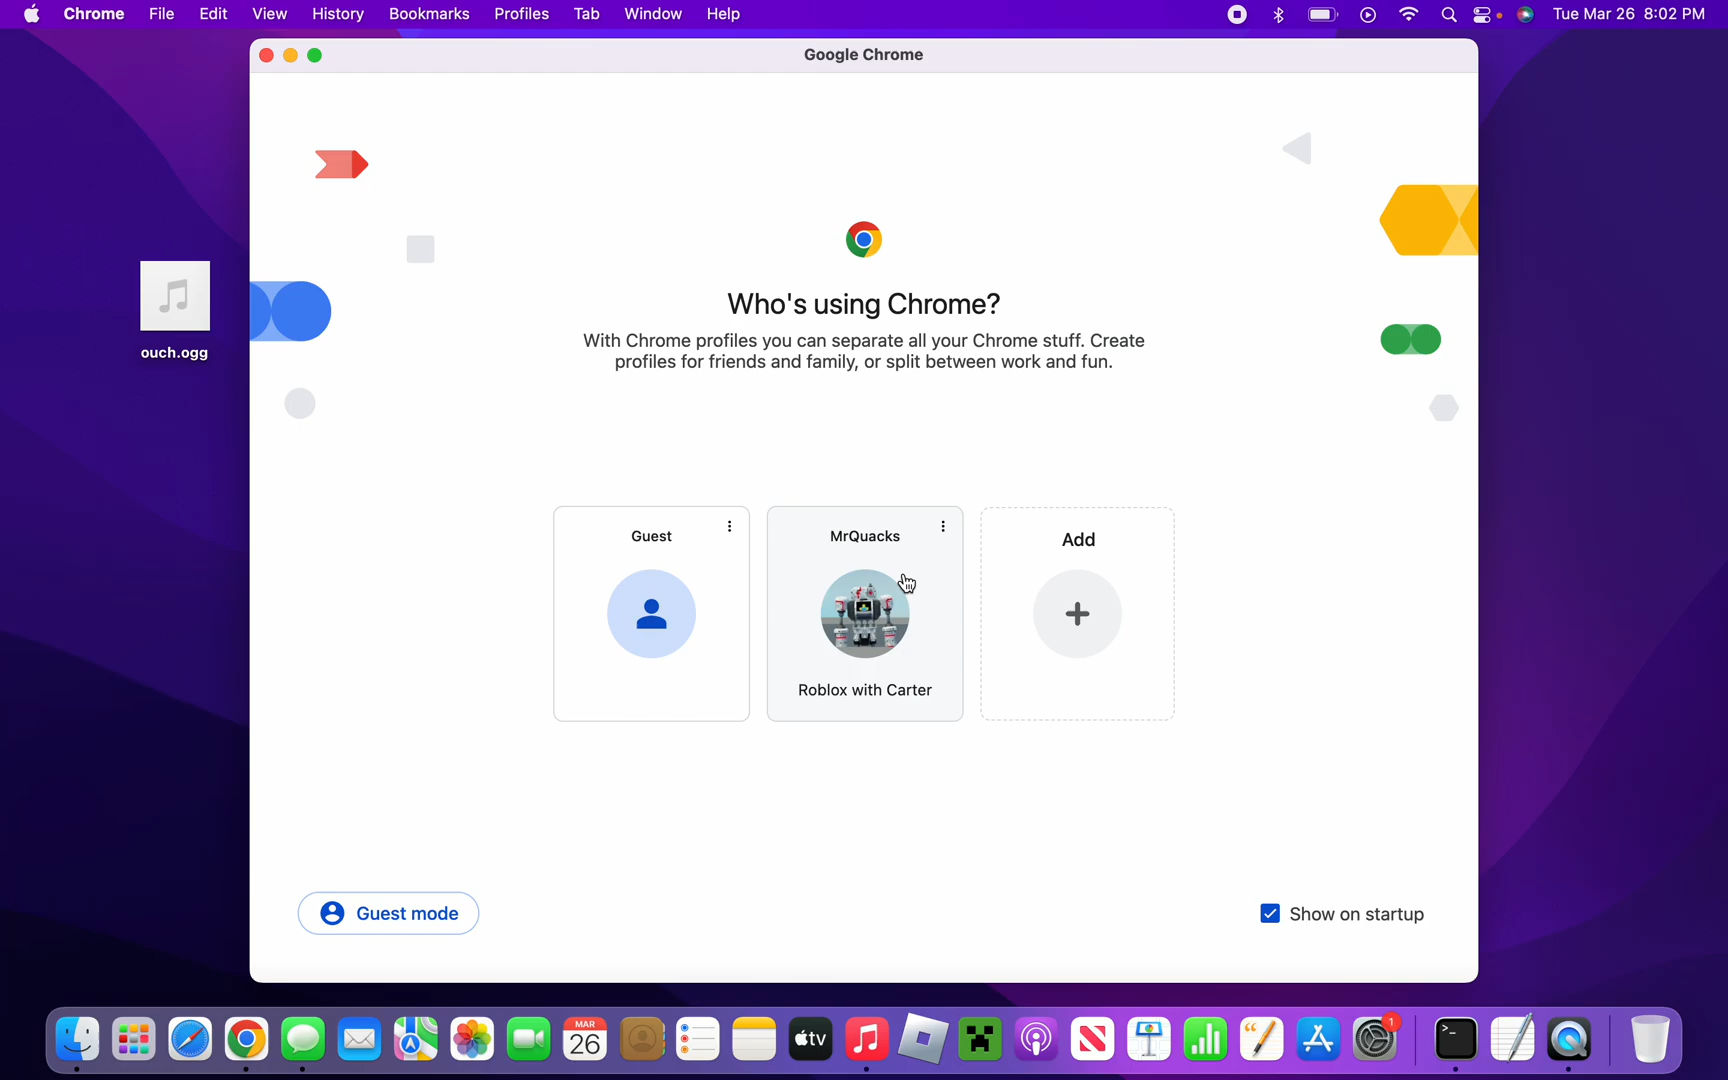 Chrome File Edit View History Bookmarks Profiles Tab Window Help Tue Mar 26 8:02 PM
Google Chrome
ouch.ogg
Who's using Chrome?
With Chrome profiles you can separate all your Chrome stuff. Create
profiles for friends and family, or split between work and fun.
Guest
MrQuacks
Add
Roblox with Carter
Guest mode
Show on startup
MAR
26
tv
1
>_